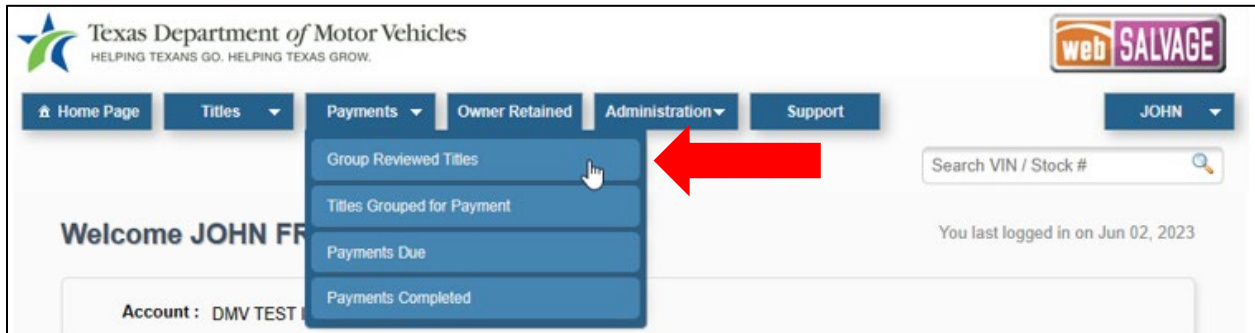 Texas Department of Motor Vehicles
HELPING TEXANS GO. HELPING TEXAS GROW.
web SALVAGE
Home Page Titles Payments Owner Retained Administration Support JOHN
Group Reviewed Titles
Search VIN / Stock #
Titles Grouped for Payment
Welcome JOHN FR
You last logged in on Jun 02, 2023
Payments Due
Payments Completed
Account : DMV TEST